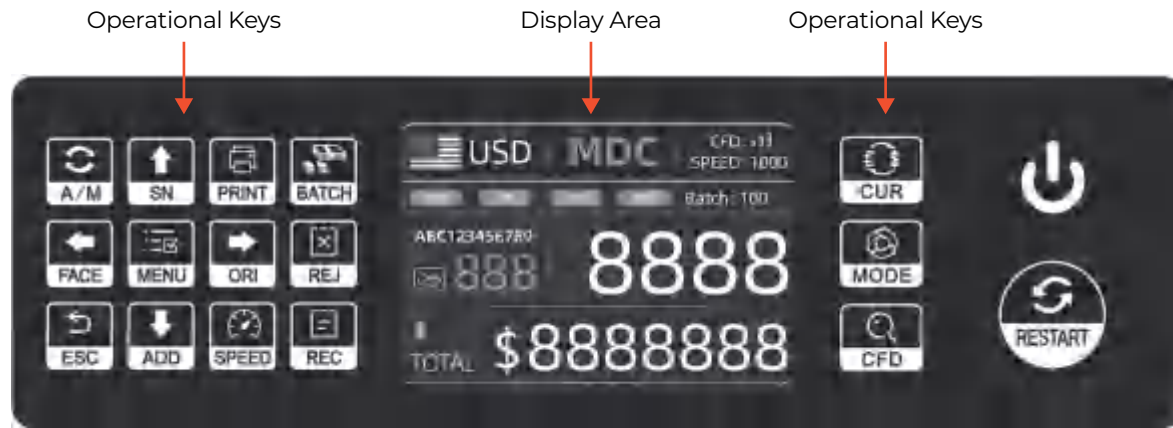 Operational Keys
Display Area
Operational Keys
A/M
SN
PRINT
BATCH
FACE
MENU
ORI
REJ
ESC
ADD
SPEED
REC
USD
MDC
CFD:
SPEED: 1000
Batch: 100
ABC123456789
888
8888
TOTAL
$8888888
CUR
MODE
CFD
RESTART